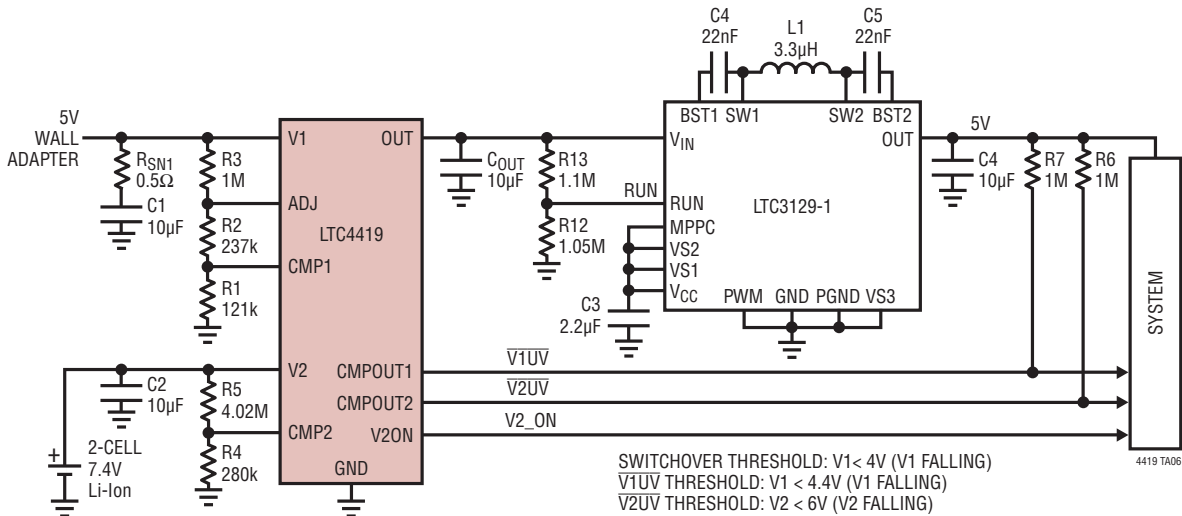 C4
22nF
L1
3.3µH
C5
22nF
BST1 SW1 SW2 BST2
5V
WALL
ADAPTER
RSN1
0.5Ω
C1
10µF
R3
1M
R2
237k
R1
121k
V1
ADJ
CMP1
LTC4419
OUT
COUT
10µF
R13
1.1M
RUN
R12
1.05M
VIN
RUN
MPPC
VS2
VS1
VCC
LTC3129-1
OUT
5V
PWM GND PGND VS3
C3
2.2µF
C4
10µF
R7
1M
R6
1M
SYSTEM
C2
10µF
R5
4.02M
R4
280k
V2
CMP2
GND
CMPOUT1
CMPOUT2
V2ON
V1UV
V2UV
V2_ON
+
2-CELL
7.4V
Li-Ion
SWITCHOVER THRESHOLD: V1< 4V (V1 FALLING)
V1UV THRESHOLD: V1 < 4.4V (V1 FALLING)
V2UV THRESHOLD: V2 < 6V (V2 FALLING)
4419 TA06